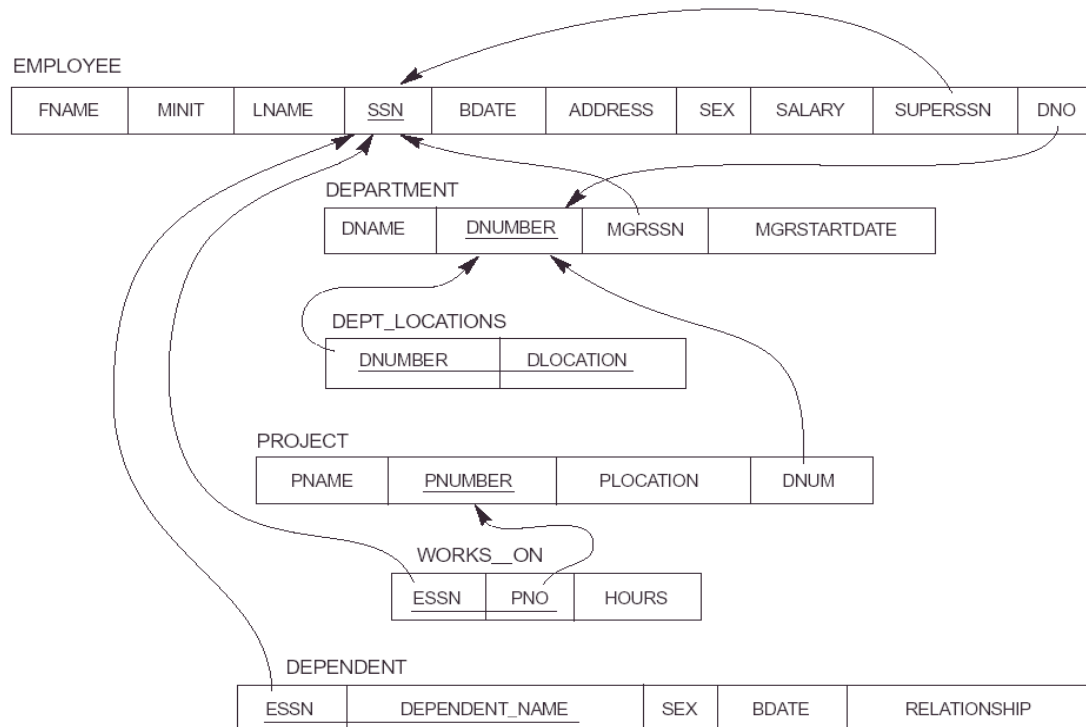 EMPLOYEE
FNAME MINIT LNAME SSN BDATE ADDRESS SEX SALARY SUPERSSN DNO
DEPARTMENT
DNAME DNUMBER MGRSSN MGRSTARTDATE
DEPT_LOCATIONS
DNUMBER DLOCATION
PROJECT
PNAME PNUMBER PLOCATION DNUM
WORKS__ON
ESSN PNO HOURS
DEPENDENT
ESSN DEPENDENT_NAME SEX BDATE RELATIONSHIP